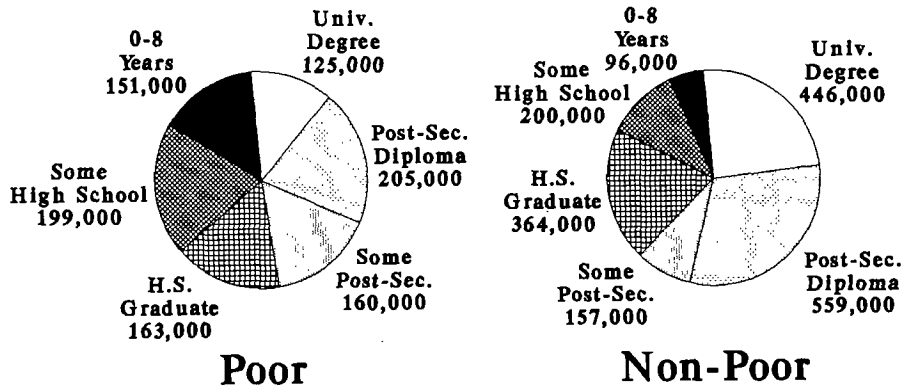 0-8
Years
151,000
Univ.
Degree
125,000
Post-Sec.
Diploma
205,000
Some
Post-Sec.
160,000
H.S.
Graduate
163,000
Some
High School
199,000
Poor
0-8
Years
96,000
Univ.
Degree
446,000
Post-Sec.
Diploma
559,000
Some
Post-Sec.
157,000
H.S.
Graduate
364,000
Some
High School
200,000
Non-Poor